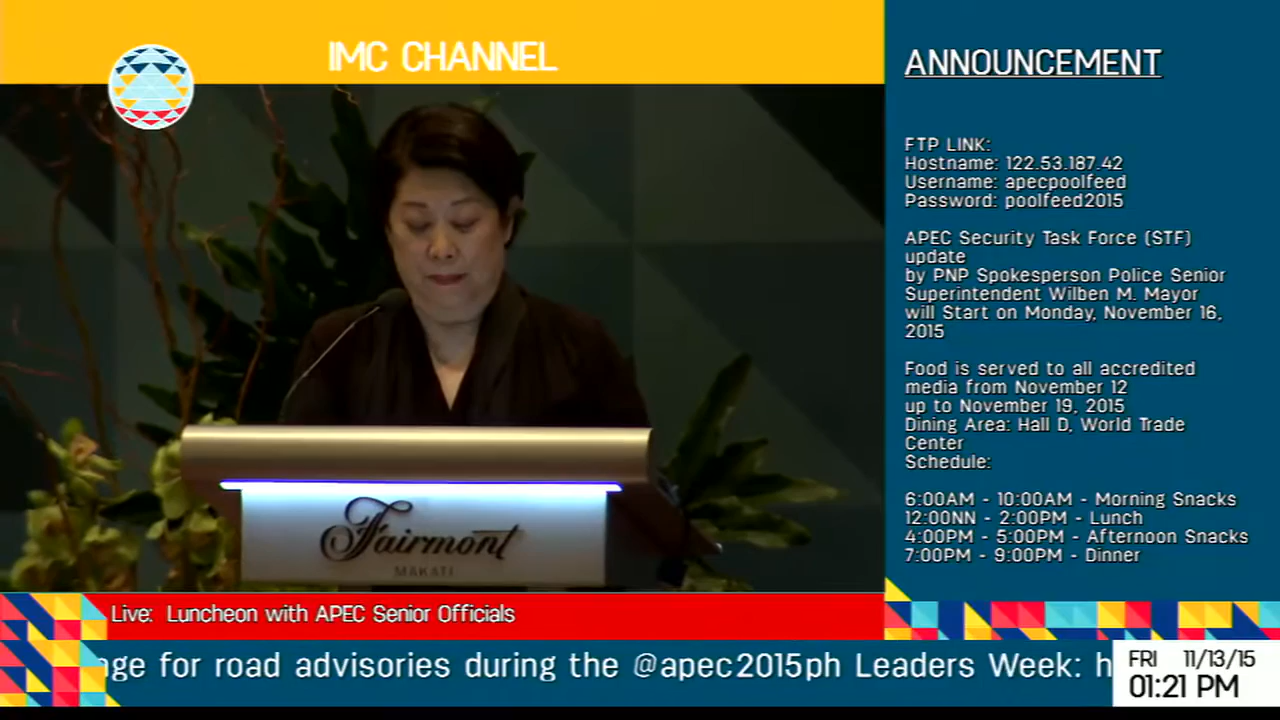 IMC CHANNEL
ANNOUNCEMENT
FTP LINK:
Hostname: 122.53.187.42
Username: apecpoolfeed
Password: poolfeed2015
APEC Security Task Force (STF)
update
by PNP Spokesperson Police Senior
Superintendent Wilben M. Mayor
will Start on Monday, November 16,
2015
Food is served to all accredited
media from November 12
up to November 19, 2015
Dining Area: Hall D, World Trade
Center
Schedule:
6:00AM - 10:00AM - Morning Snacks
12:00NN - 2:00PM - Lunch
4:00PM - 5:00PM - Afternoon Snacks
7:00PM - 9:00PM - Dinner
Fairmont
MAKATI
Live: Luncheon with APEC Senior Officials
age for road advisories during the @apec2015ph Leaders Week: h
FRI 11/13/15
01:21 PM